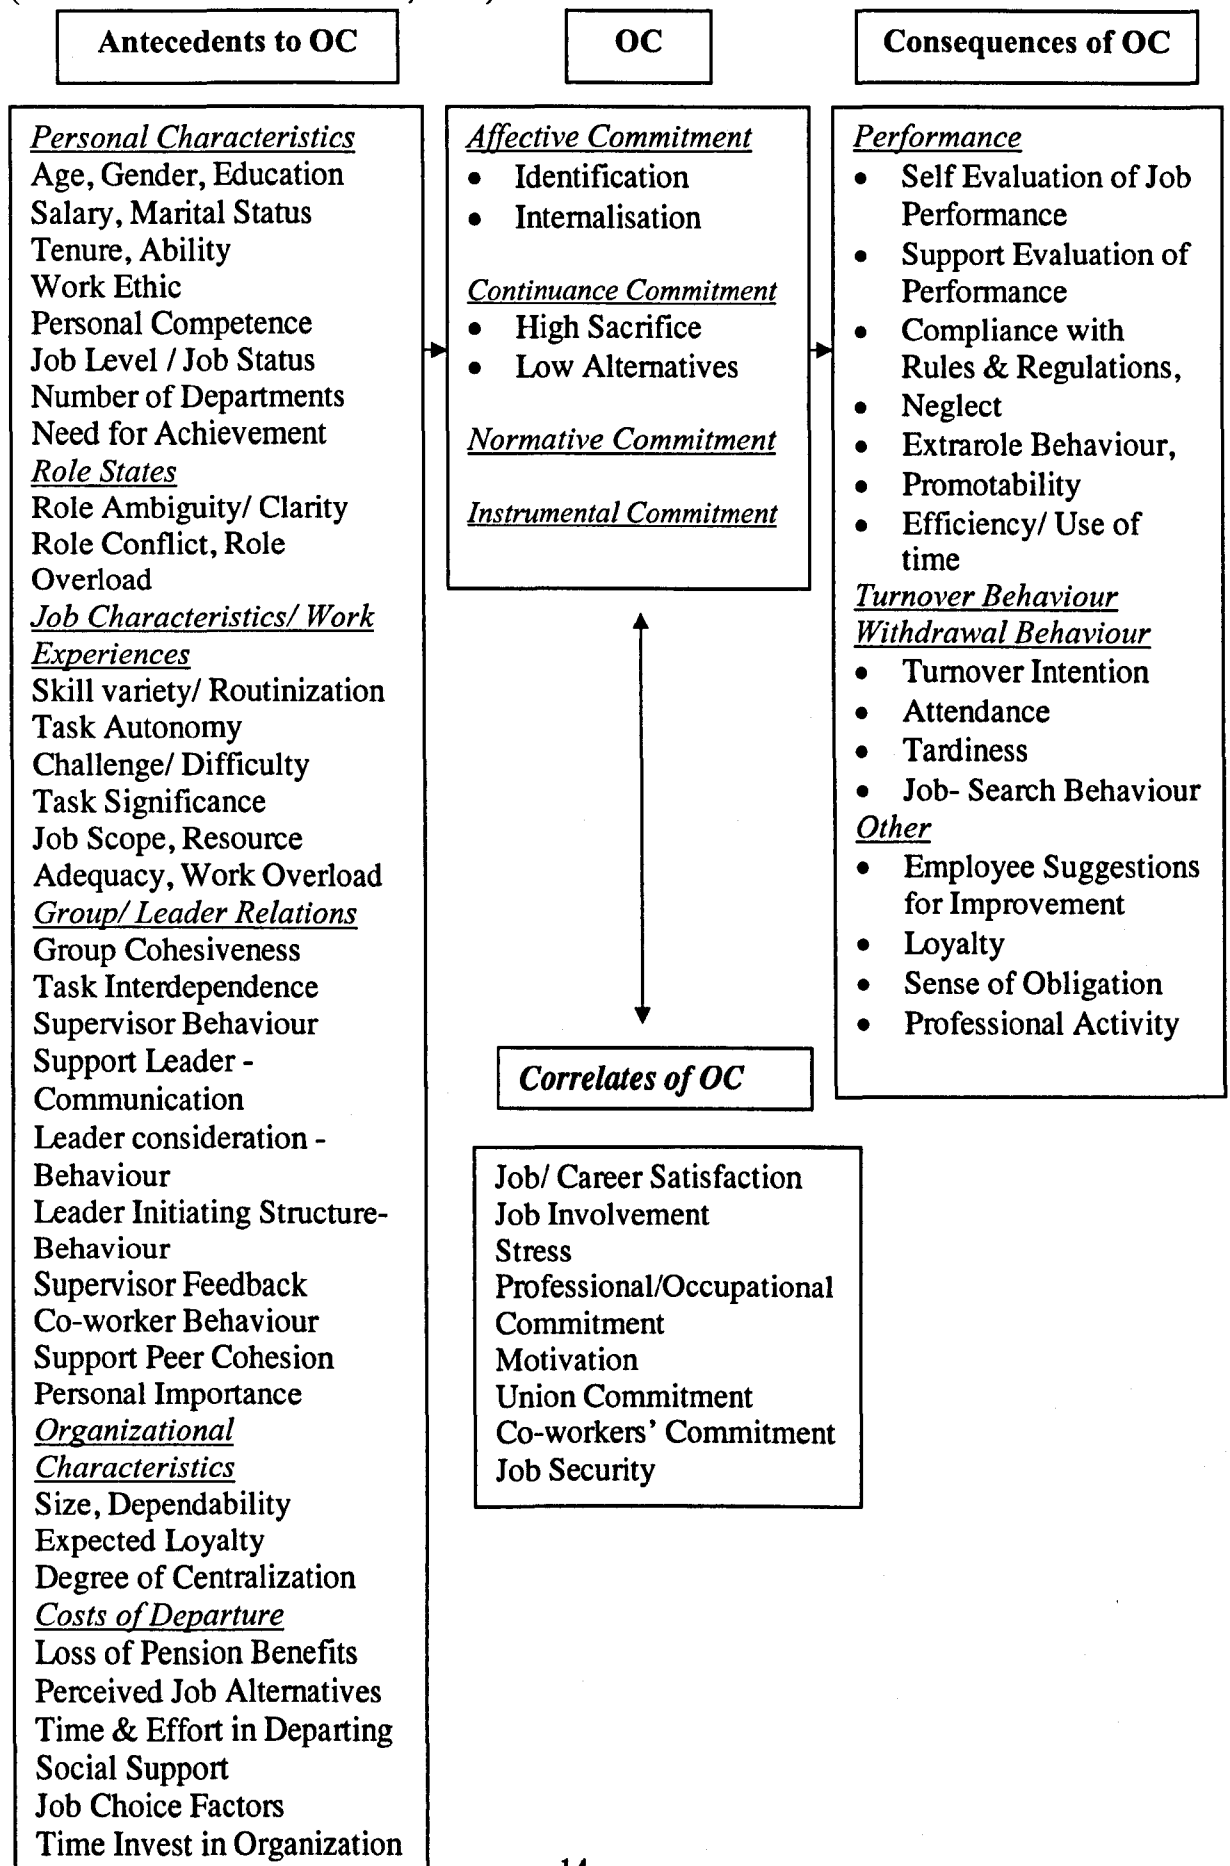 Antecedents to OC
OC
Consequences of OC
Personal Characteristics
Age, Gender, Education
Salary, Marital Status
Tenure, Ability
Work Ethic
Personal Competence
Job Level / Job Status
Number of Departments
Need for Achievement
Role States
Role Ambiguity/ Clarity
Role Conflict, Role
Overload
Job Characteristics/ Work
Experiences
Skill variety/ Routinization
Task Autonomy
Challenge/ Difficulty
Task Significance
Job Scope, Resource
Adequacy, Work Overload
Group/ Leader Relations
Group Cohesiveness
Task Interdependence
Supervisor Behaviour
Support Leader -
Communication
Leader consideration -
Behaviour
Leader Initiating Structure-
Behaviour
Supervisor Feedback
Co-worker Behaviour
Support Peer Cohesion
Personal Importance
Organizational
Characteristics
Size, Dependability
Expected Loyalty
Degree of Centralization
Costs of Departure
Loss of Pension Benefits
Perceived Job Alternatives
Time & Effort in Departing
Social Support
Job Choice Factors
Time Invest in Organization
Affective Commitment
• Identification
• Internalisation
Continuance Commitment
• High Sacrifice
• Low Alternatives
Normative Commitment
Instrumental Commitment
Correlates of OC
Job/ Career Satisfaction
Job Involvement
Stress
Professional/Occupational
Commitment
Motivation
Union Commitment
Co-workers' Commitment
Job Security
Performance
• Self Evaluation of Job
Performance
• Support Evaluation of
Performance
• Compliance with
Rules & Regulations,
• Neglect
• Extrarole Behaviour,
• Promotability
• Efficiency/ Use of
time
Turnover Behaviour
Withdrawal Behaviour
• Turnover Intention
• Attendance
• Tardiness
• Job- Search Behaviour
Other
• Employee Suggestions
for Improvement
• Loyalty
• Sense of Obligation
• Professional Activity